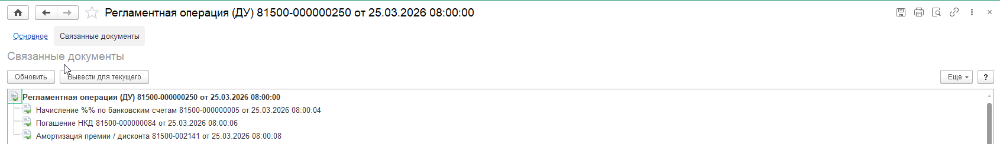 Регламентная операция (ДУ) 81500-000000250 от 25.03.2026 08:00:00
Основное Связанные документы
Связанные документы
Обновить Вывести для текущего Еще ?
Регламентная операция (ДУ) 81500-000000250 от 25.03.2026 08:00:00
Начисление %% по банковским счетам 81500-000000005 от 25.03.2026 08:00:04
Погашение НКД 81500-000000084 от 25.03.2026 08:00:06
Амортизация премии / дисконта 81500-002141 от 25.03.2026 08:00:08